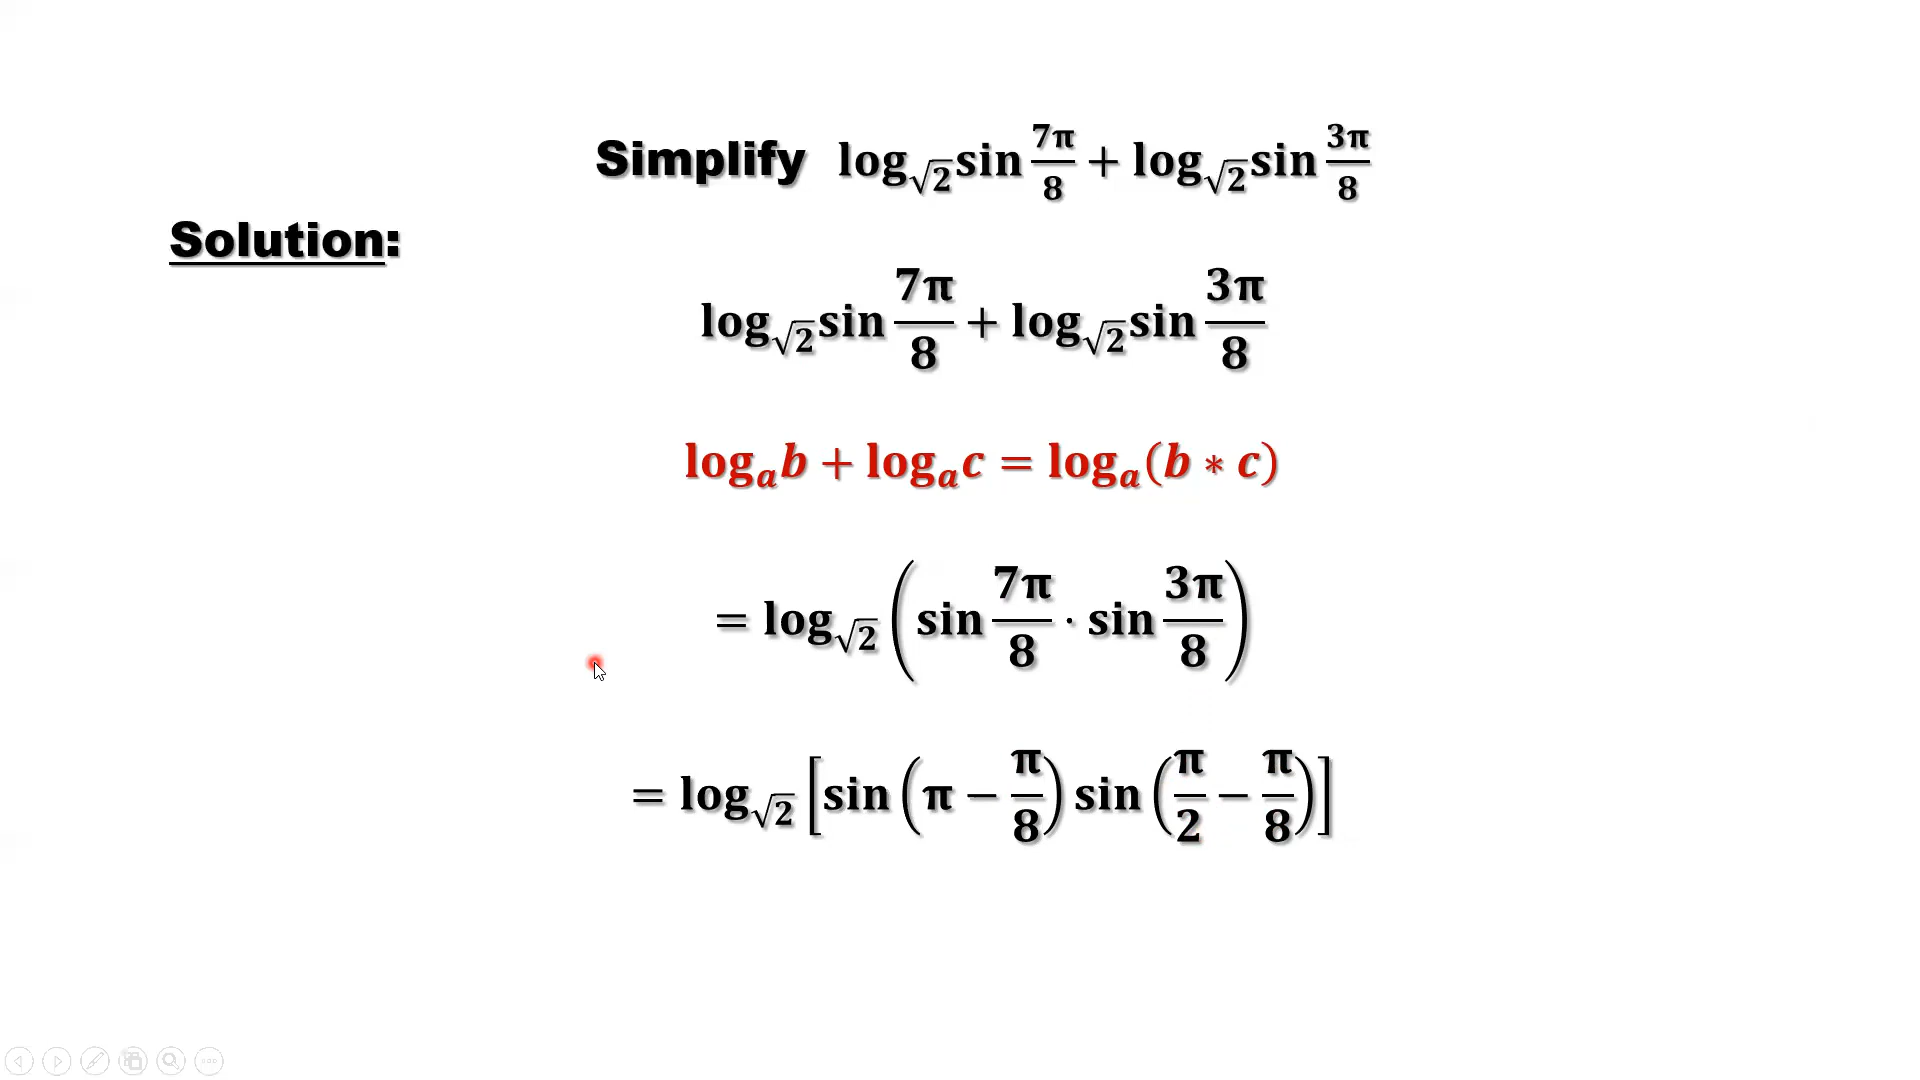 Simplify log_√2 sin 7π/8 + log_√2 sin 3π/8
Solution:
log_√2 sin 7π/8 + log_√2 sin 3π/8
log_a b + log_a c = log_a (b * c)
= log_√2 (sin 7π/8 · sin 3π/8)
= log_√2 [sin (π − π/8) sin (π/2 − π/8)]